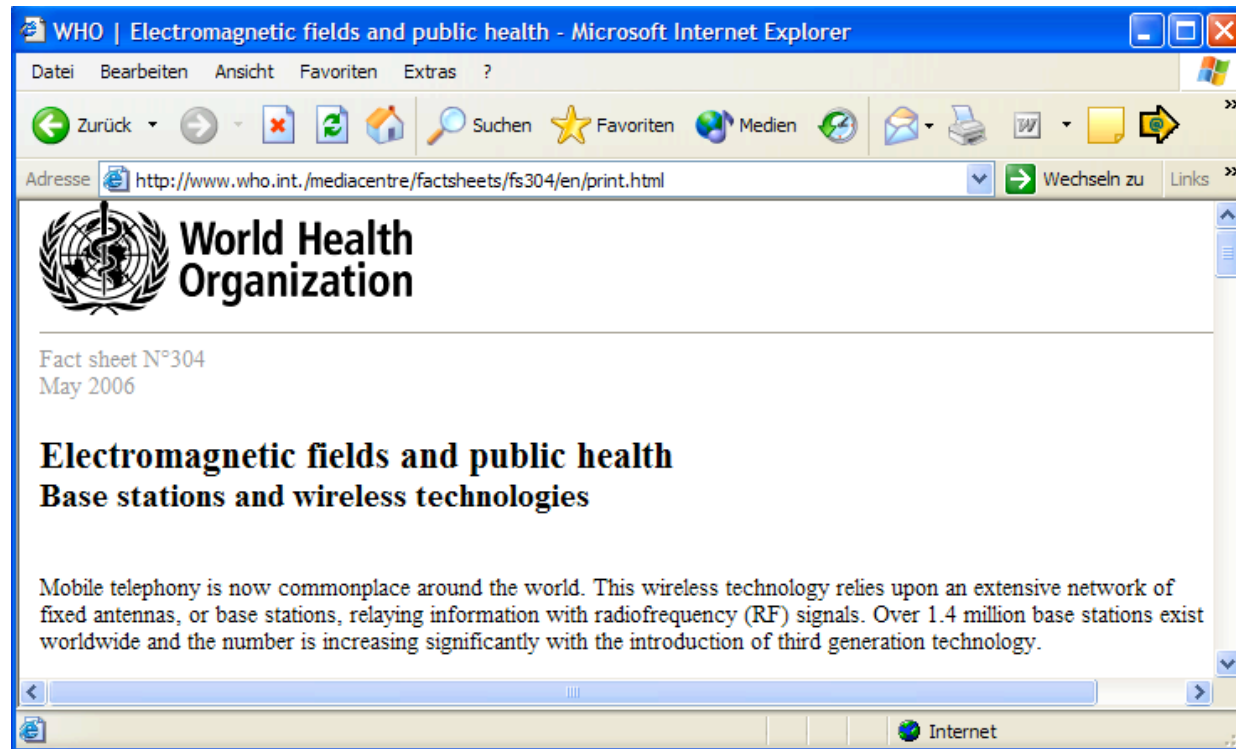 WHO | Electromagnetic fields and public health - Microsoft Internet Explorer
Datei Bearbeiten Ansicht Favoriten Extras ?
Zurück Suchen Favoriten Medien W @ »
Adresse http://www.who.int./mediacentre/factsheets/fs304/en/print.html Wechseln zu Links »
World Health
Organization
Fact sheet N°304
May 2006
Electromagnetic fields and public health
Base stations and wireless technologies
Mobile telephony is now commonplace around the world. This wireless technology relies upon an extensive network of
fixed antennas, or base stations, relaying information with radiofrequency (RF) signals. Over 1.4 million base stations exist
worldwide and the number is increasing significantly with the introduction of third generation technology.
Internet